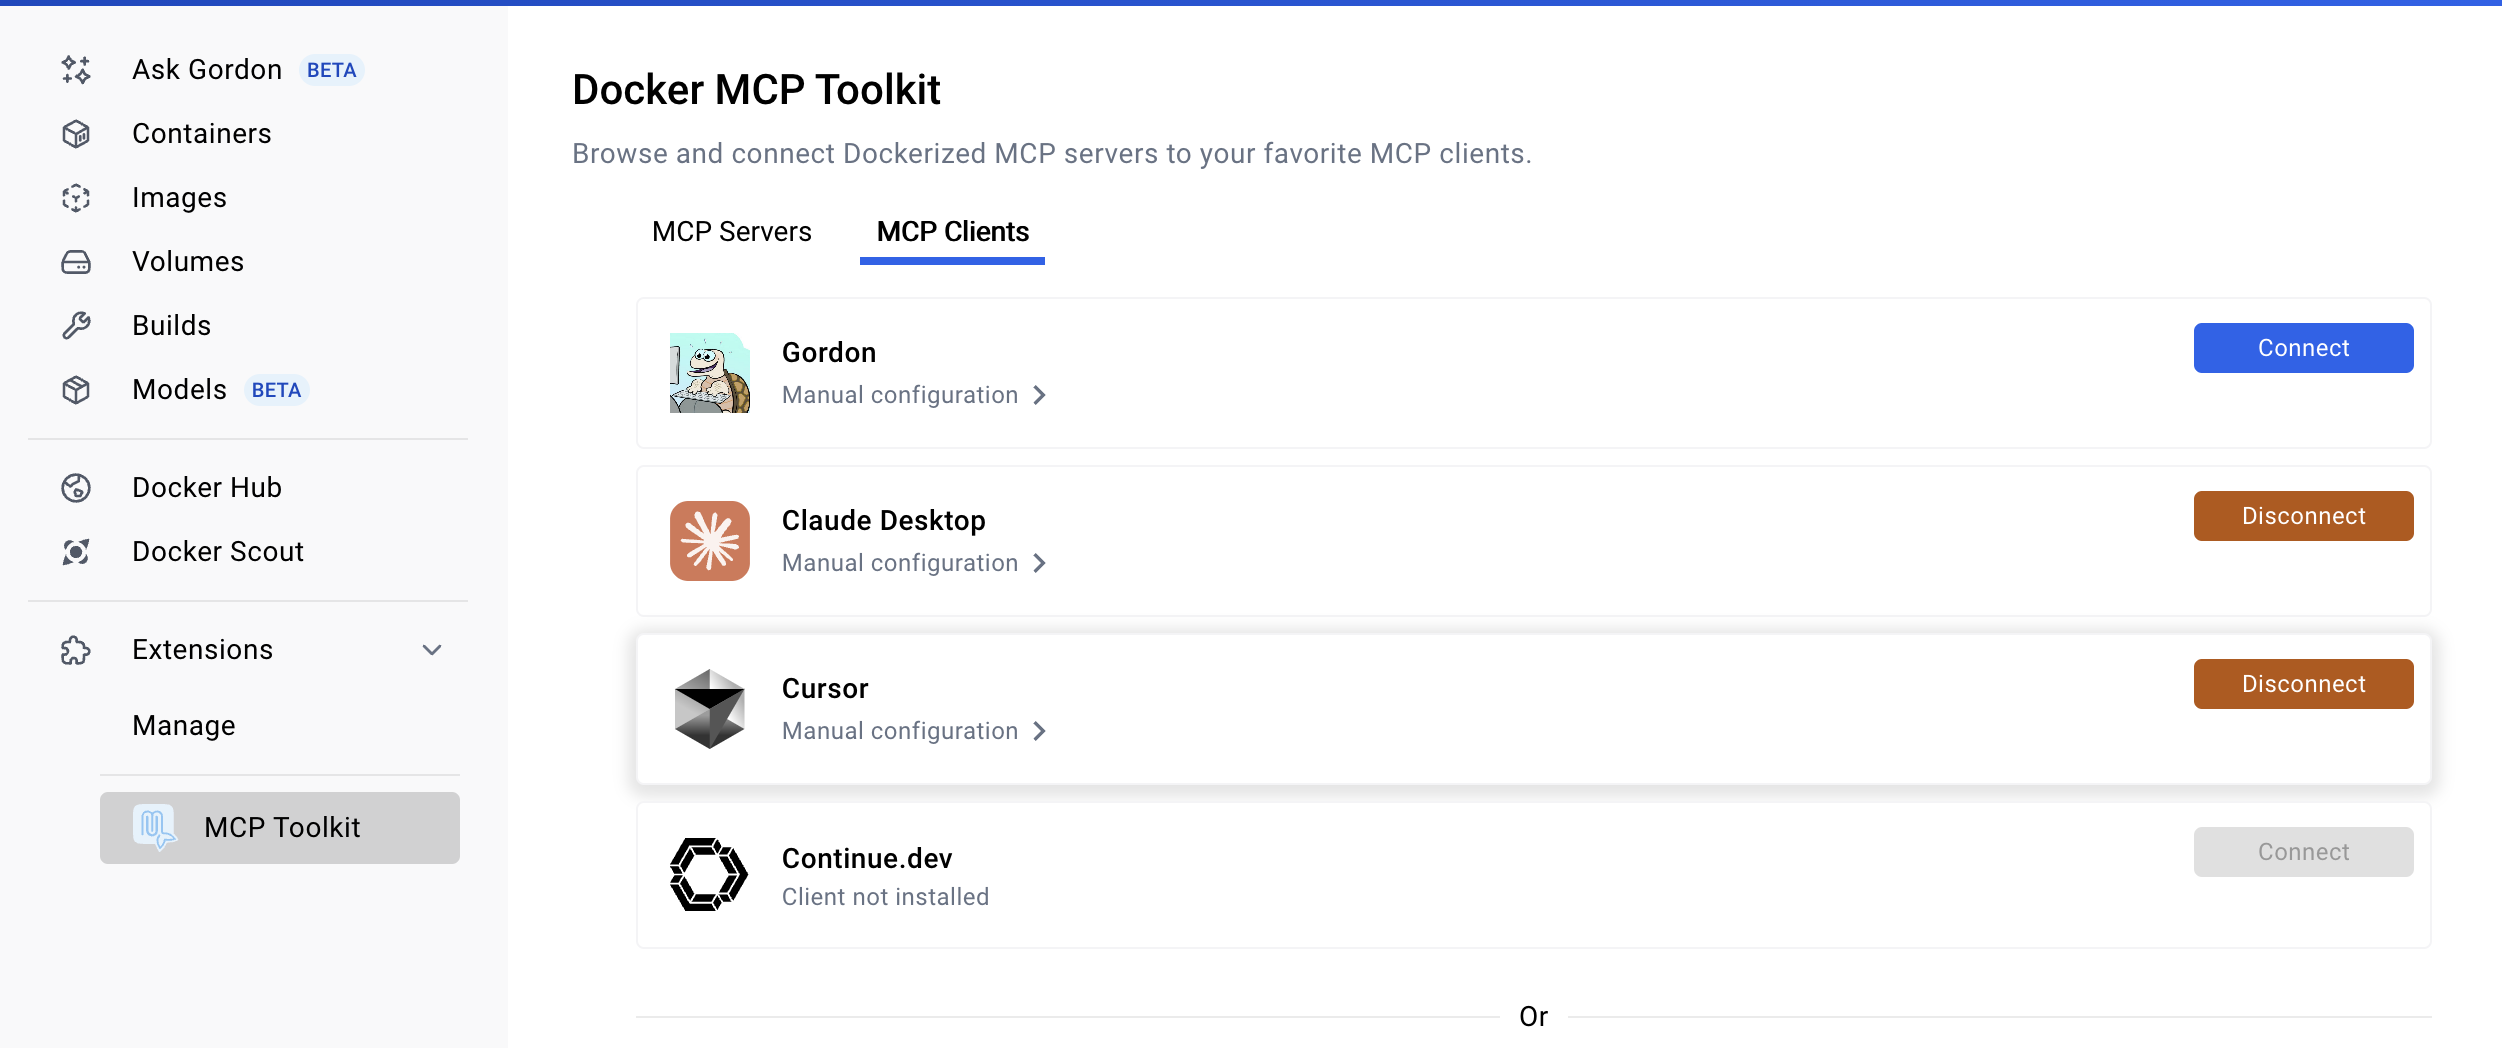 Ask Gordon BETA
Containers
Images
Volumes
Builds
Models BETA
Docker Hub
Docker Scout
Extensions
Manage
MCP Toolkit
Docker MCP Toolkit
Browse and connect Dockerized MCP servers to your favorite MCP clients.
MCP Servers MCP Clients
Gordon
Manual configuration
Connect
Claude Desktop
Manual configuration
Disconnect
Cursor
Manual configuration
Disconnect
Continue.dev
Client not installed
Connect
Or